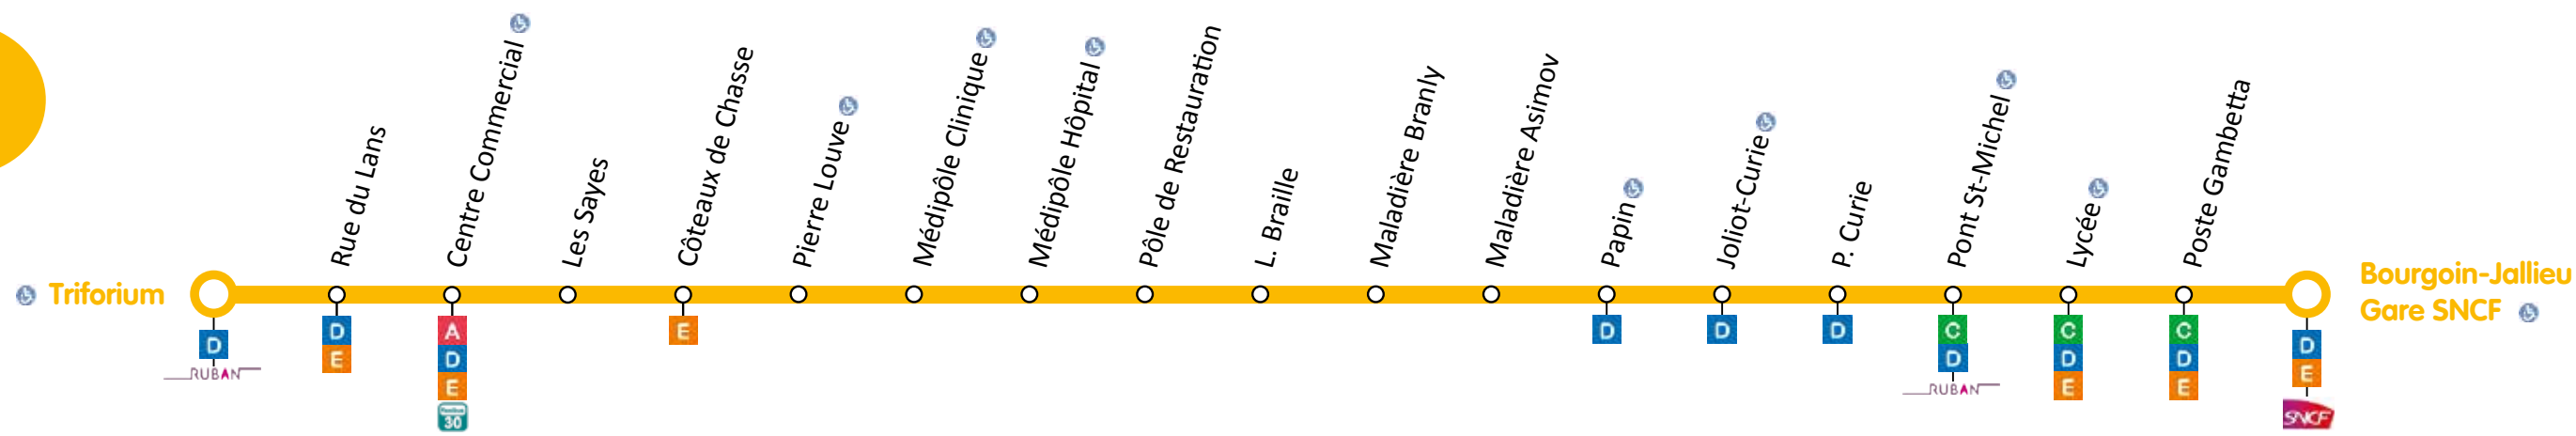 Triforium
Rue du Lans
Centre Commercial
Les Sayes
Côteaux de Chasse
Pierre Louve
Médipôle Clinique
Médipôle Hôpital
Pôle de Restauration
L. Braille
Maladière Branly
Maladière Asimov
Papin
Joliot-Curie
P. Curie
Pont St-Michel
Lycée
Poste Gambetta
Bourgoin-Jallieu
Gare SNCF
D
RUBAN
D
E
A
D
E
30
E
D
D
D
C
D
RUBAN
C
D
E
C
D
E
D
E
SNCF